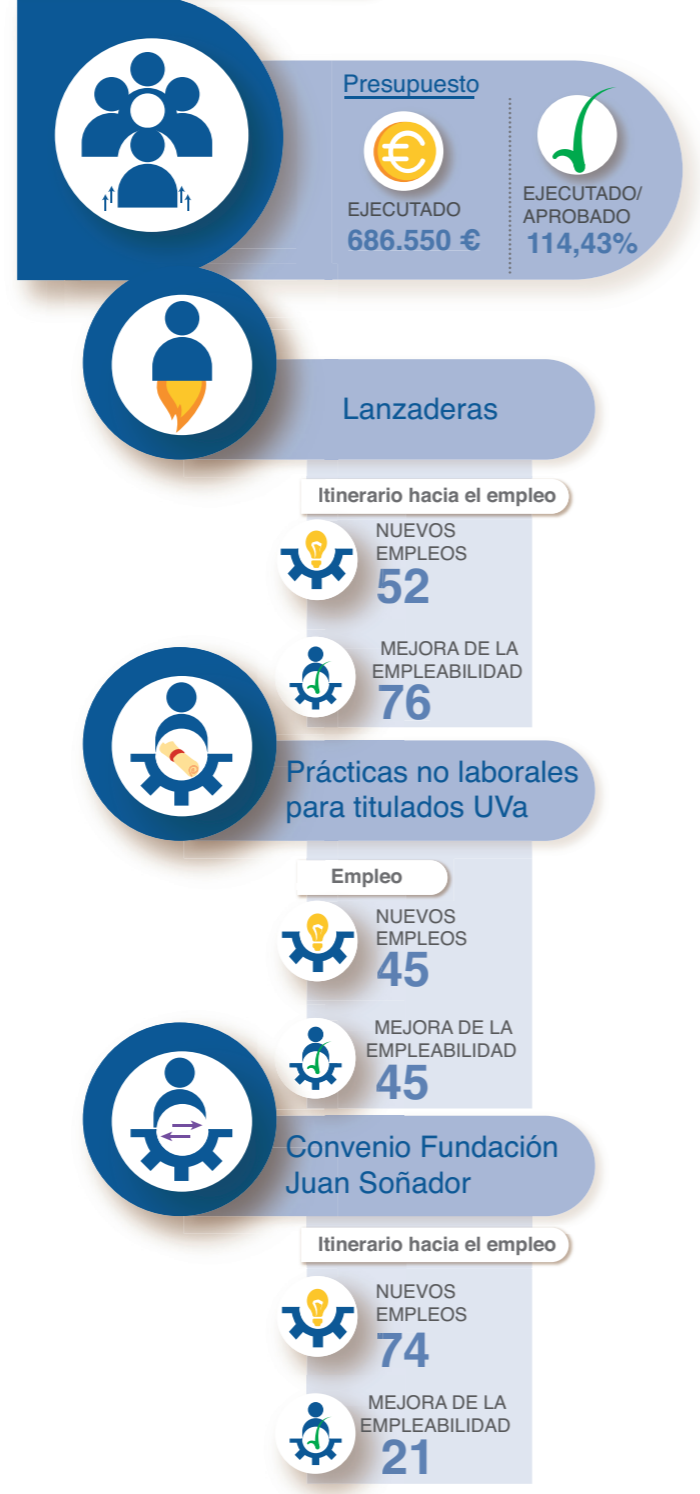 Presupuesto
EJECUTADO
686.550 €
EJECUTADO/
APROBADO
114,43%
Lanzaderas
Itinerario hacia el empleo
NUEVOS
EMPLEOS
52
MEJORA DE LA
EMPLEABILIDAD
76
Prácticas no laborales
para titulados UVa
Empleo
NUEVOS
EMPLEOS
45
MEJORA DE LA
EMPLEABILIDAD
45
Convenio Fundación
Juan Soñador
Itinerario hacia el empleo
NUEVOS
EMPLEOS
74
MEJORA DE LA
EMPLEABILIDAD
21